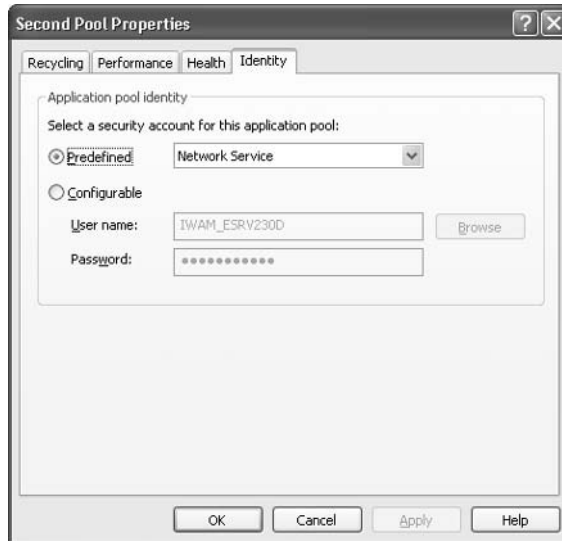 Second Pool Properties
Recycling Performance Health Identity
Application pool identity
Select a security account for this application pool:
Predefined Network Service
Configurable
User name: IWAM_ESRV230D Browse
Password: ●●●●●●●●●●●
OK Cancel Apply Help